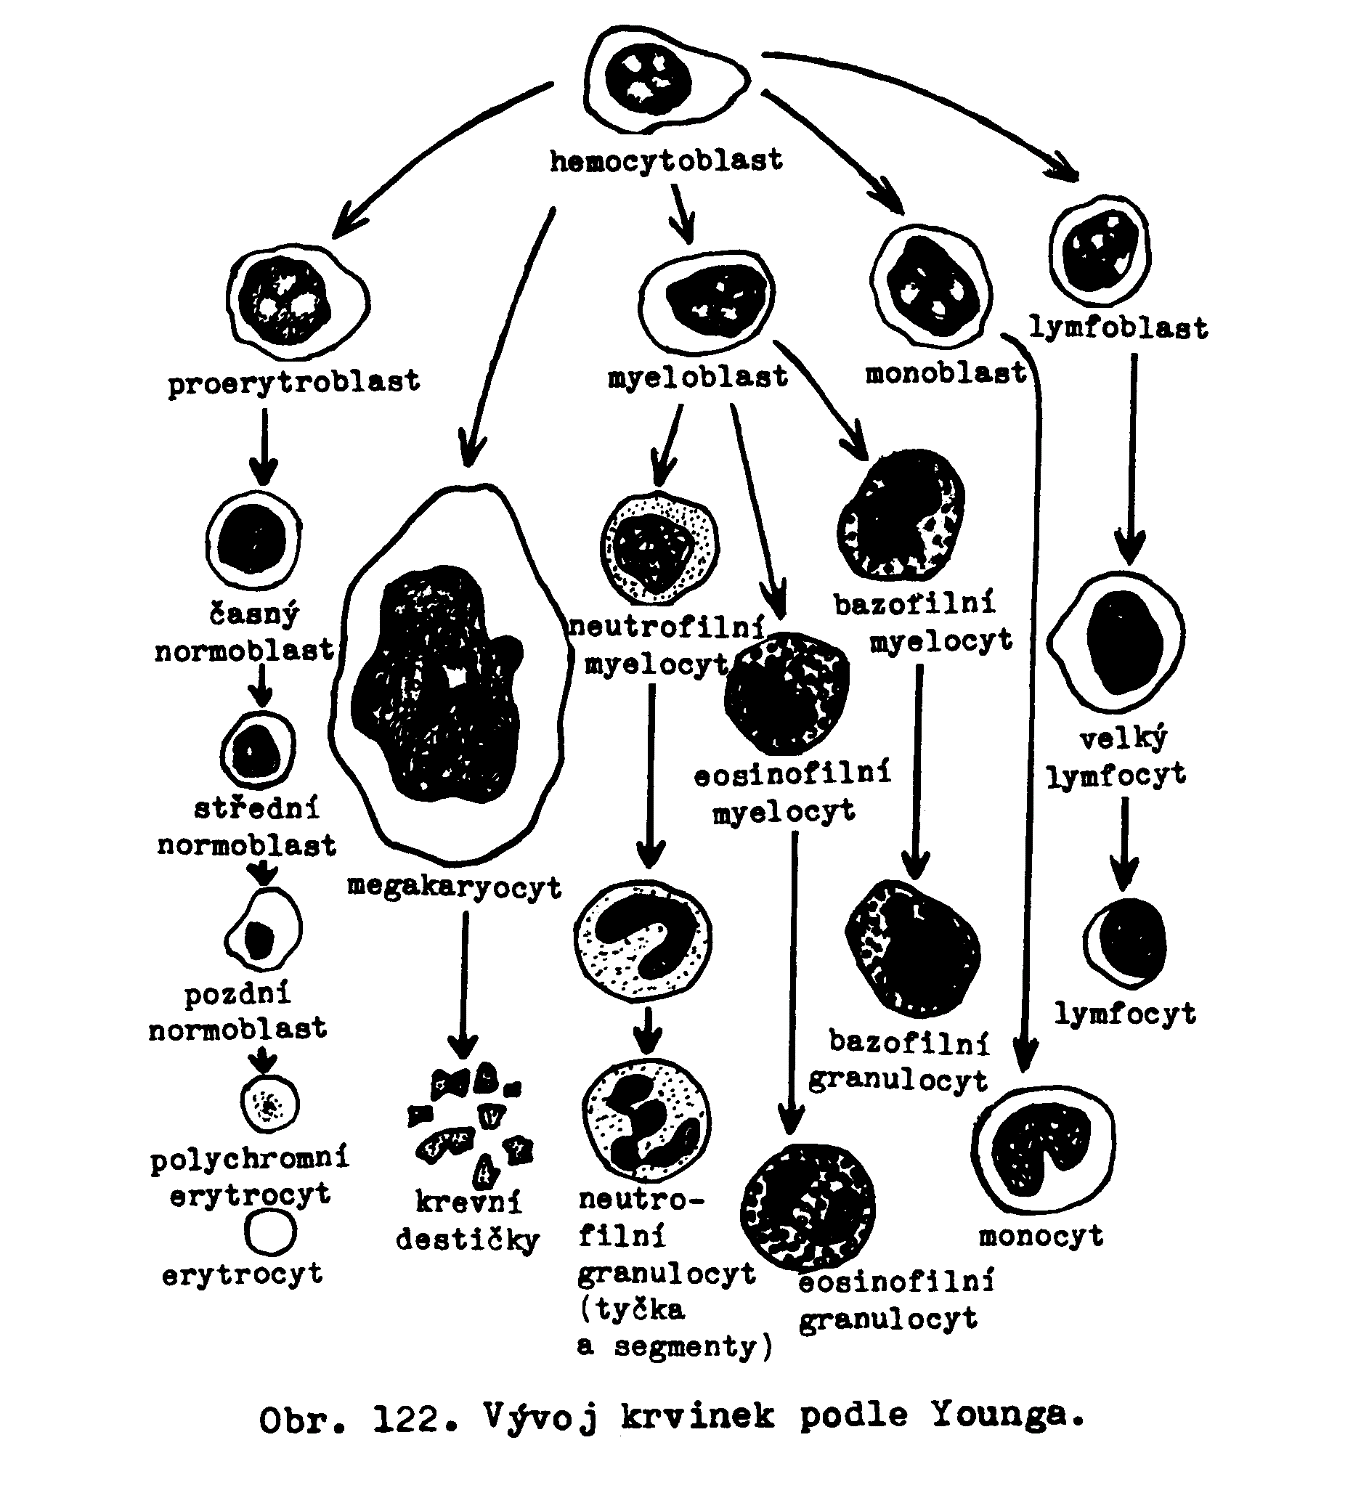 hemocytoblast
proerytroblast
myeloblast
monoblast
lymfoblast
časný
normoblast
neutrofilní
myelocyt
bazofilní
myelocyt
eosinofilní
myelocyt
velký
lymfocyt
střední
normoblast
megakaryocyt
pozdní
normoblast
lymfocyt
bazofilní
granulocyt
polychromní
erytrocyt
krevní
destičky
neutro-
filní
granulocyt
(tyčka
a segmenty)
monocyt
erytrocyt
eosinofilní
granulocyt
Obr. 122. Vývoj krvinek podle Younga.